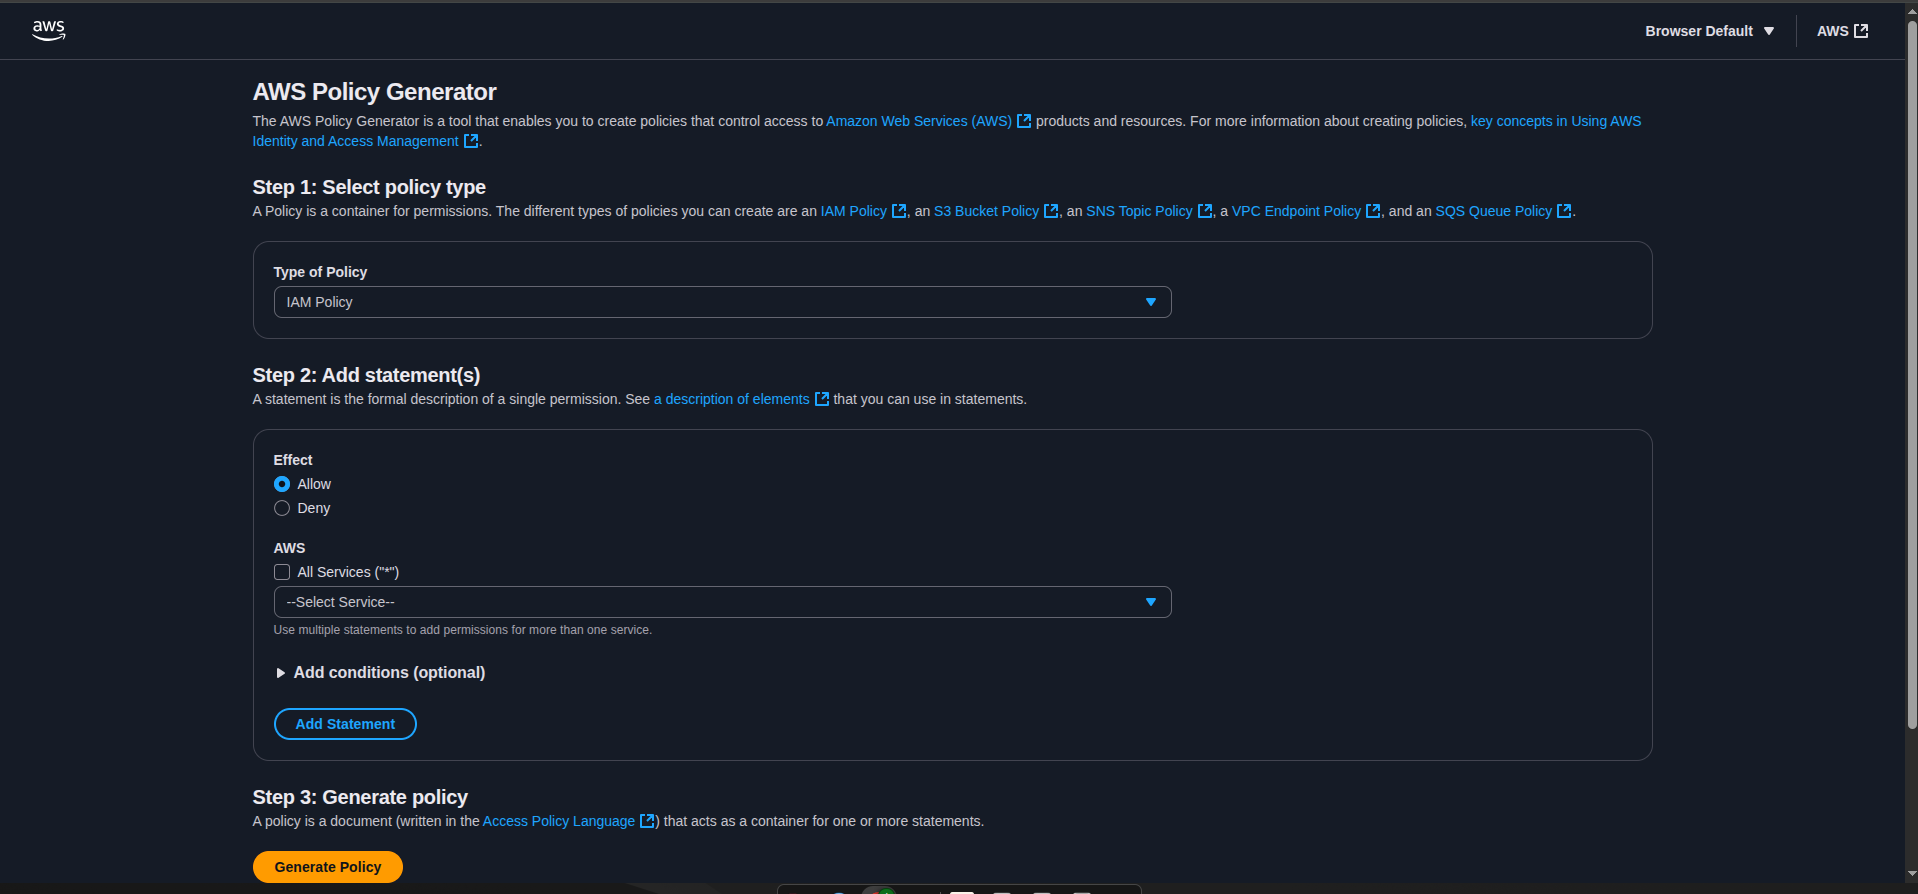 aws
Browser Default
AWS
AWS Policy Generator
The AWS Policy Generator is a tool that enables you to create policies that control access to Amazon Web Services (AWS) products and resources. For more information about creating policies, key concepts in Using AWS
Identity and Access Management.
Step 1: Select policy type
A Policy is a container for permissions. The different types of policies you can create are an IAM Policy, an S3 Bucket Policy, an SNS Topic Policy, a VPC Endpoint Policy, and an SQS Queue Policy.
Type of Policy
IAM Policy
Step 2: Add statement(s)
A statement is the formal description of a single permission. See a description of elements that you can use in statements.
Effect
Allow
Deny
AWS
All Services ("*")
--Select Service--
Use multiple statements to add permissions for more than one service.
Add conditions (optional)
Add Statement
Step 3: Generate policy
A policy is a document (written in the Access Policy Language) that acts as a container for one or more statements.
Generate Policy